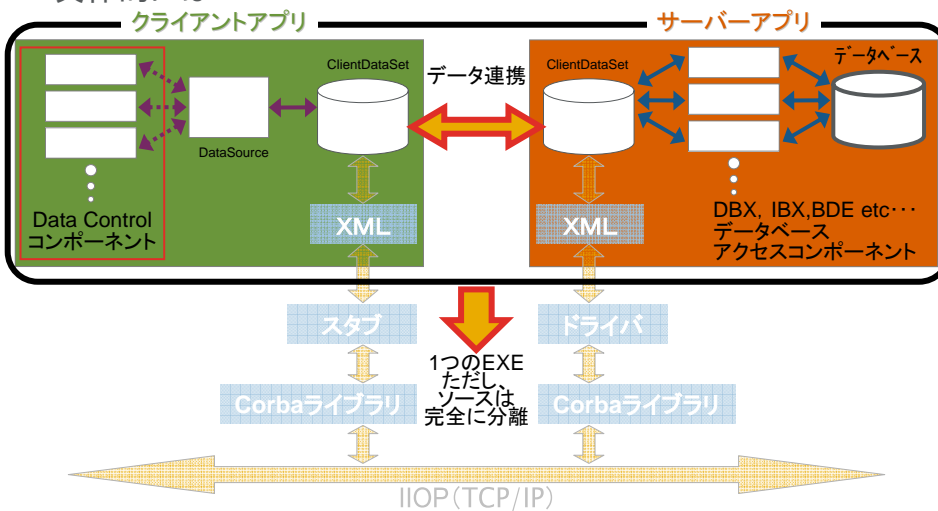 クライアントアプリ
サーバーアプリ
ClientDataSet
データ連携
ClientDataSet
データベース
DataSource
Data Control
コンポーネント
XML
XML
DBX, IBX,BDE etc・・・
データベース
アクセスコンポーネント
スタブ
ドライバ
1つのEXE
ただし、
ソースは
完全に分離
Corbaライブラリ
Corbaライブラリ
IIOP(TCP/IP)